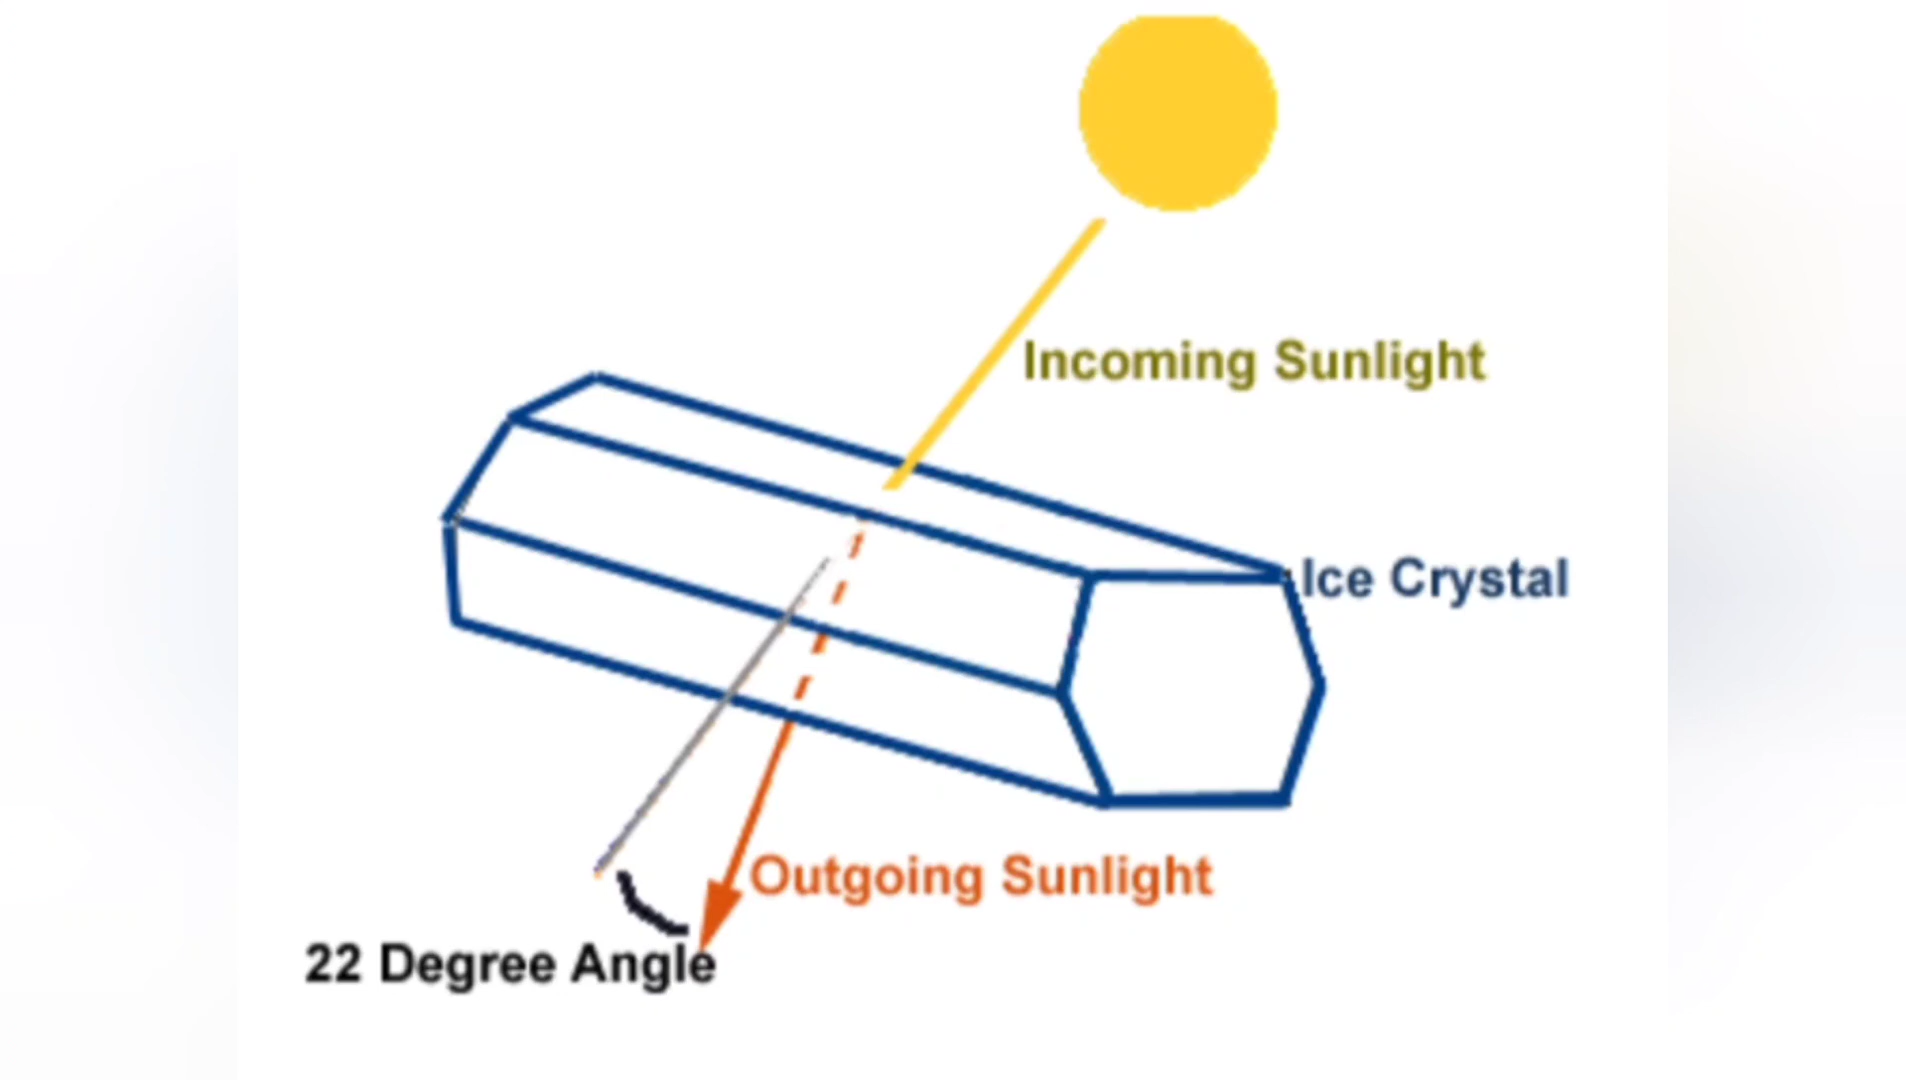 Incoming Sunlight
Ice Crystal
Outgoing Sunlight
22 Degree Angle